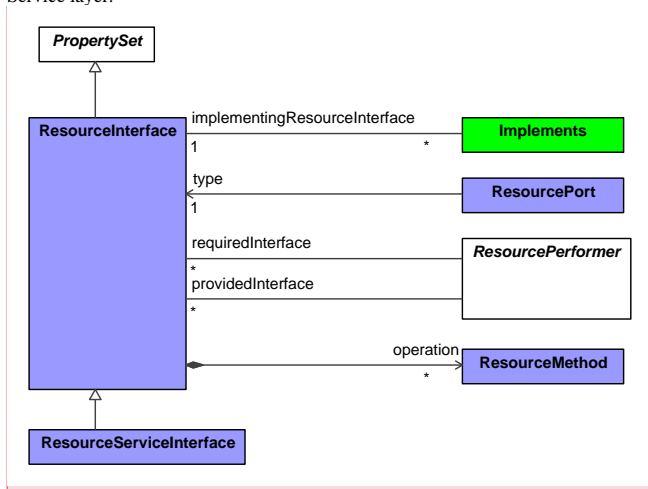 Service layer.
PropertySet
ResourceInterface
implementingResourceInterface
1
*
Implements
type
1
ResourcePort
requiredInterface
*
ResourcePerformer
providedInterface
*
operation
*
ResourceMethod
ResourceServiceInterface